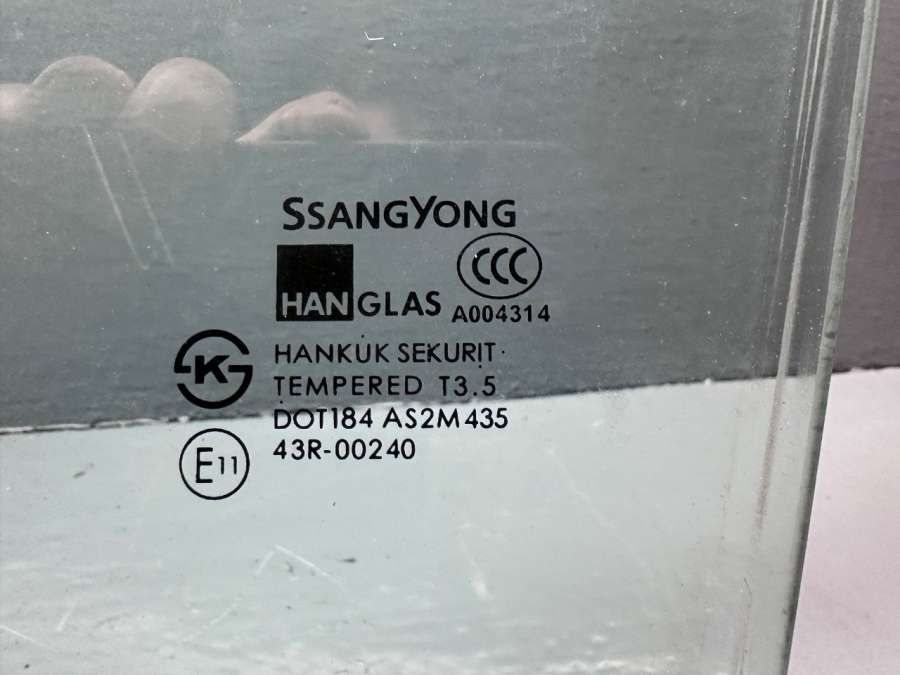 SSANGYONG
CCC
HANGLAS
A004314
K
HANKUK SEKURIT
TEMPERED T3.5
DOT184 AS2M435
E11
43R-00240